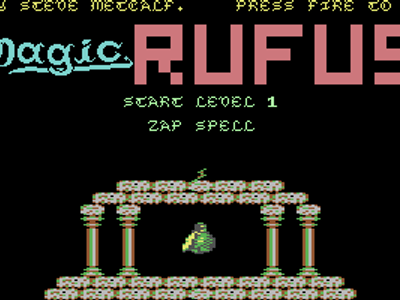 STEVE METCALF. PRESS FIRE TO
Magic RUFUS
START LEVEL 1
ZAP SPELL